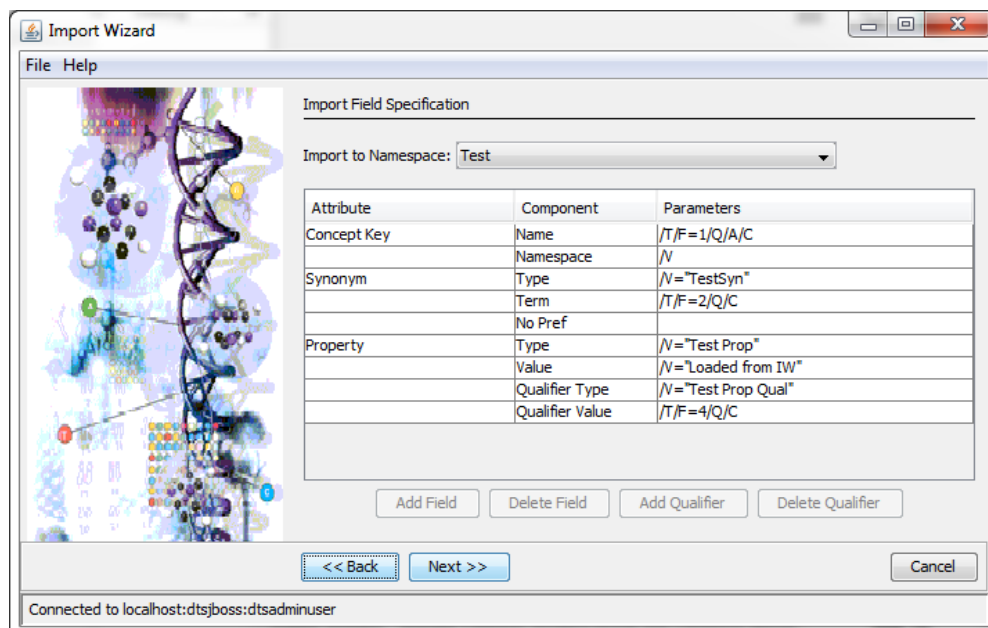 Import Wizard
File Help
Import Field Specification
Import to Namespace: Test
Attribute Component Parameters
Concept Key Name /T/F=1/Q/A/C
Namespace /V
Synonym Type /V="TestSyn"
Term /T/F=2/Q/C
No Pref
Property Type /V="Test Prop"
Value /V="Loaded from IW"
Qualifier Type /V="Test Prop Qual"
Qualifier Value /T/F=4/Q/C
Add Field Delete Field Add Qualifier Delete Qualifier
<< Back Next >> Cancel
Connected to localhost:dtsjboss:dtsadminuser